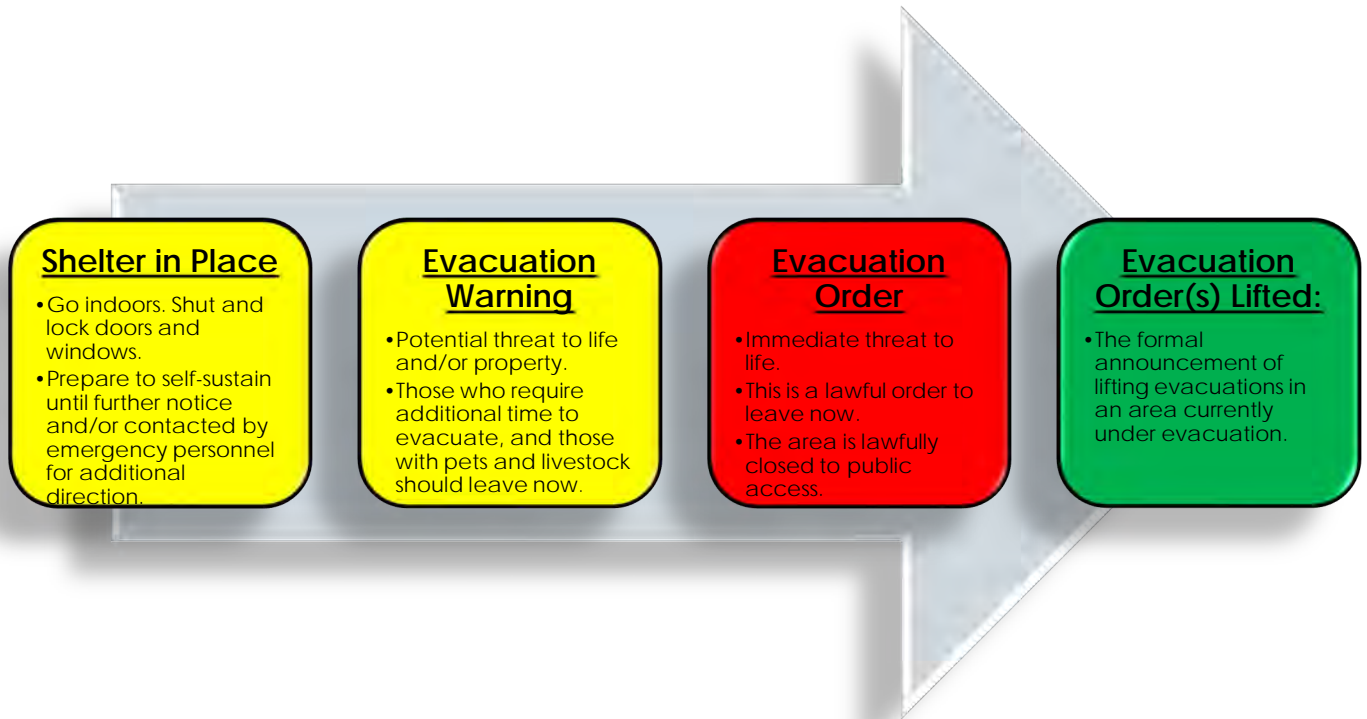 Shelter in Place
•Go indoors. Shut and
lock doors and
windows.
•Prepare to self-sustain
until further notice
and/or contacted by
emergency personnel
for additional
direction.
Evacuation
Warning
•Potential threat to life
and/or property.
•Those who require
additional time to
evacuate, and those
with pets and livestock
should leave now.
Evacuation
Order
•Immediate threat to
life.
•This is a lawful order to
leave now.
•The area is lawfully
closed to public
access.
Evacuation
Order(s) Lifted:
•The formal
announcement of
lifting evacuations in
an area currently
under evacuation.